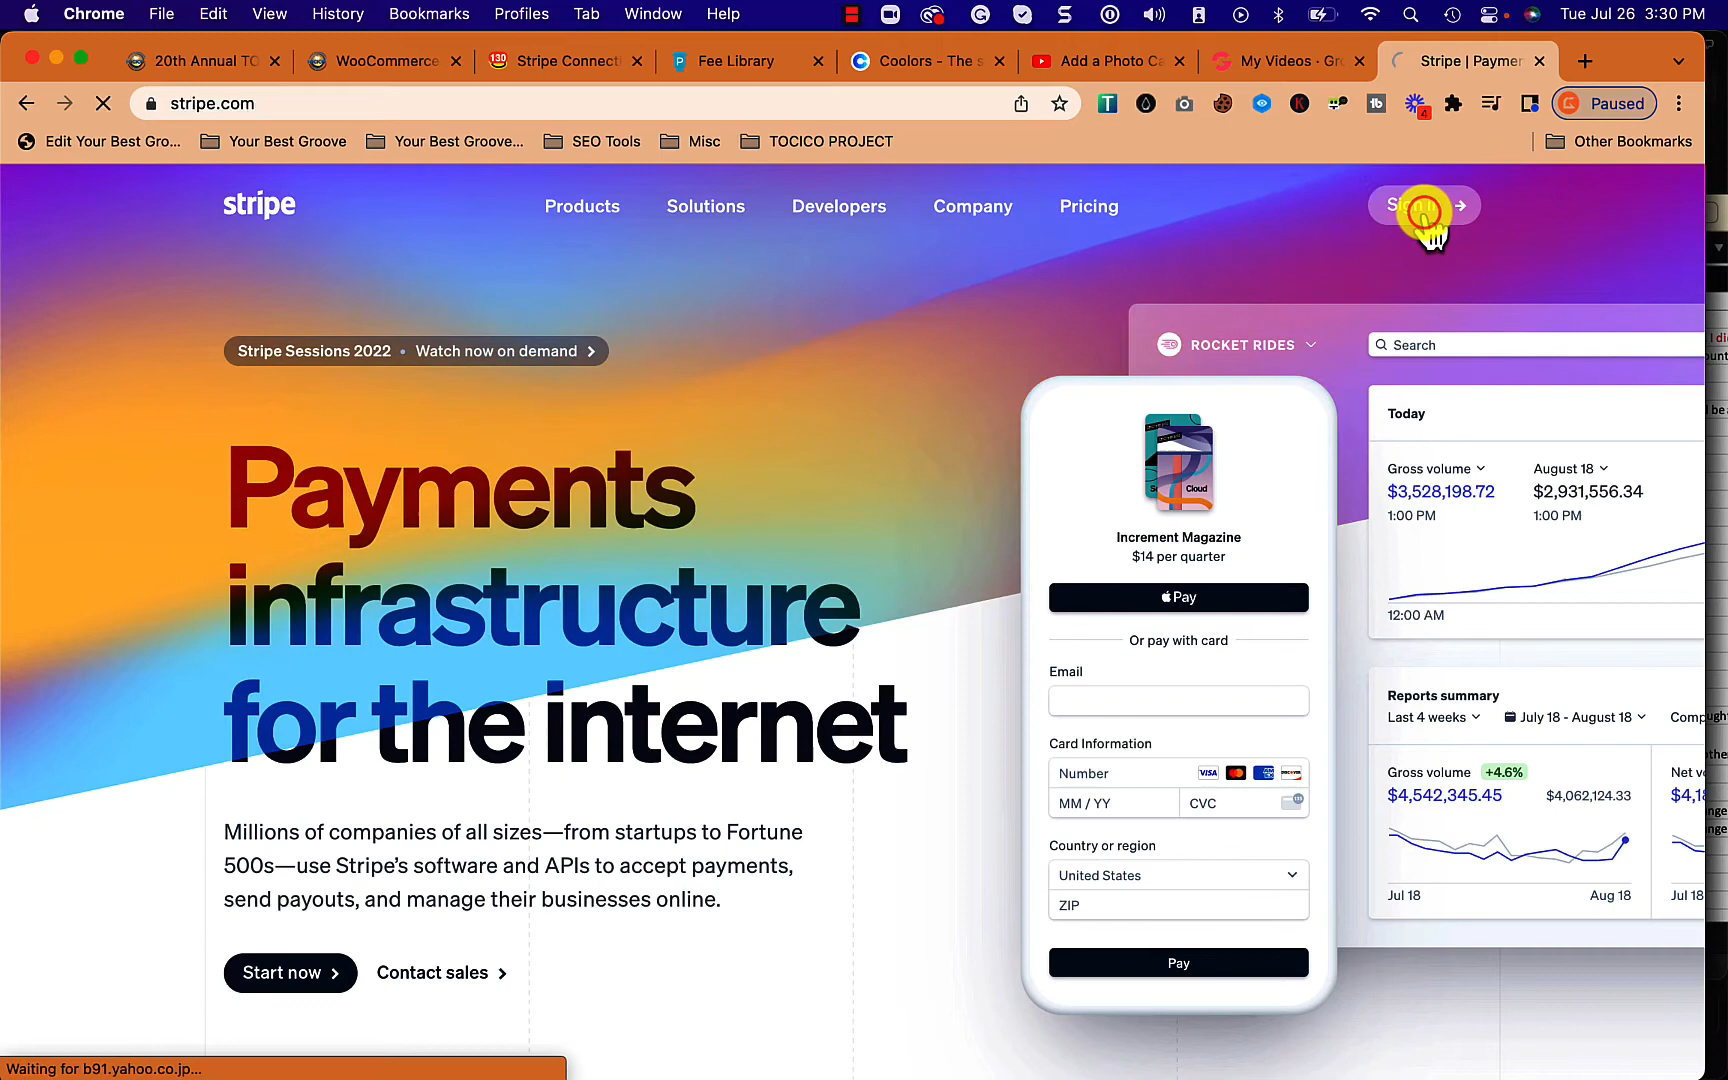 Chrome File Edit View History Bookmarks Profiles Tab Window Help Tue Jul 26 3:30 PM
20th Annual TO WooCommerce Stripe Connecti Fee Library Coolors - The s Add a Photo Ca My Videos - Gro Stripe | Paymen
stripe.com Paused
Edit Your Best Gro... Your Best Groove Your Best Groove... SEO Tools Misc TOCICO PROJECT Other Bookmarks
stripe Products Solutions Developers Company Pricing
Stripe Sessions 2022 • Watch now on demand
Payments
infrastructure
for the internet
Millions of companies of all sizes—from startups to Fortune
500s—use Stripe’s software and APIs to accept payments,
send payouts, and manage their businesses online.
Start now Contact sales
ROCKET RIDES Search
Increment Magazine
$14 per quarter
Pay
Or pay with card
Email
Card Information
Number VISA
MM / YY CVC
Country or region
United States
ZIP
Pay
Today
Gross volume August 18
$3,528,198.72 $2,931,556.34
1:00 PM 1:00 PM
12:00 AM
Reports summary
Last 4 weeks July 18 - August 18 Comp
Gross volume +4.6% Net v
$4,542,345.45 $4,062,124.33 $4,18
Jul 18 Aug 18 Jul 18
Waiting for b91.yahoo.co.jp...